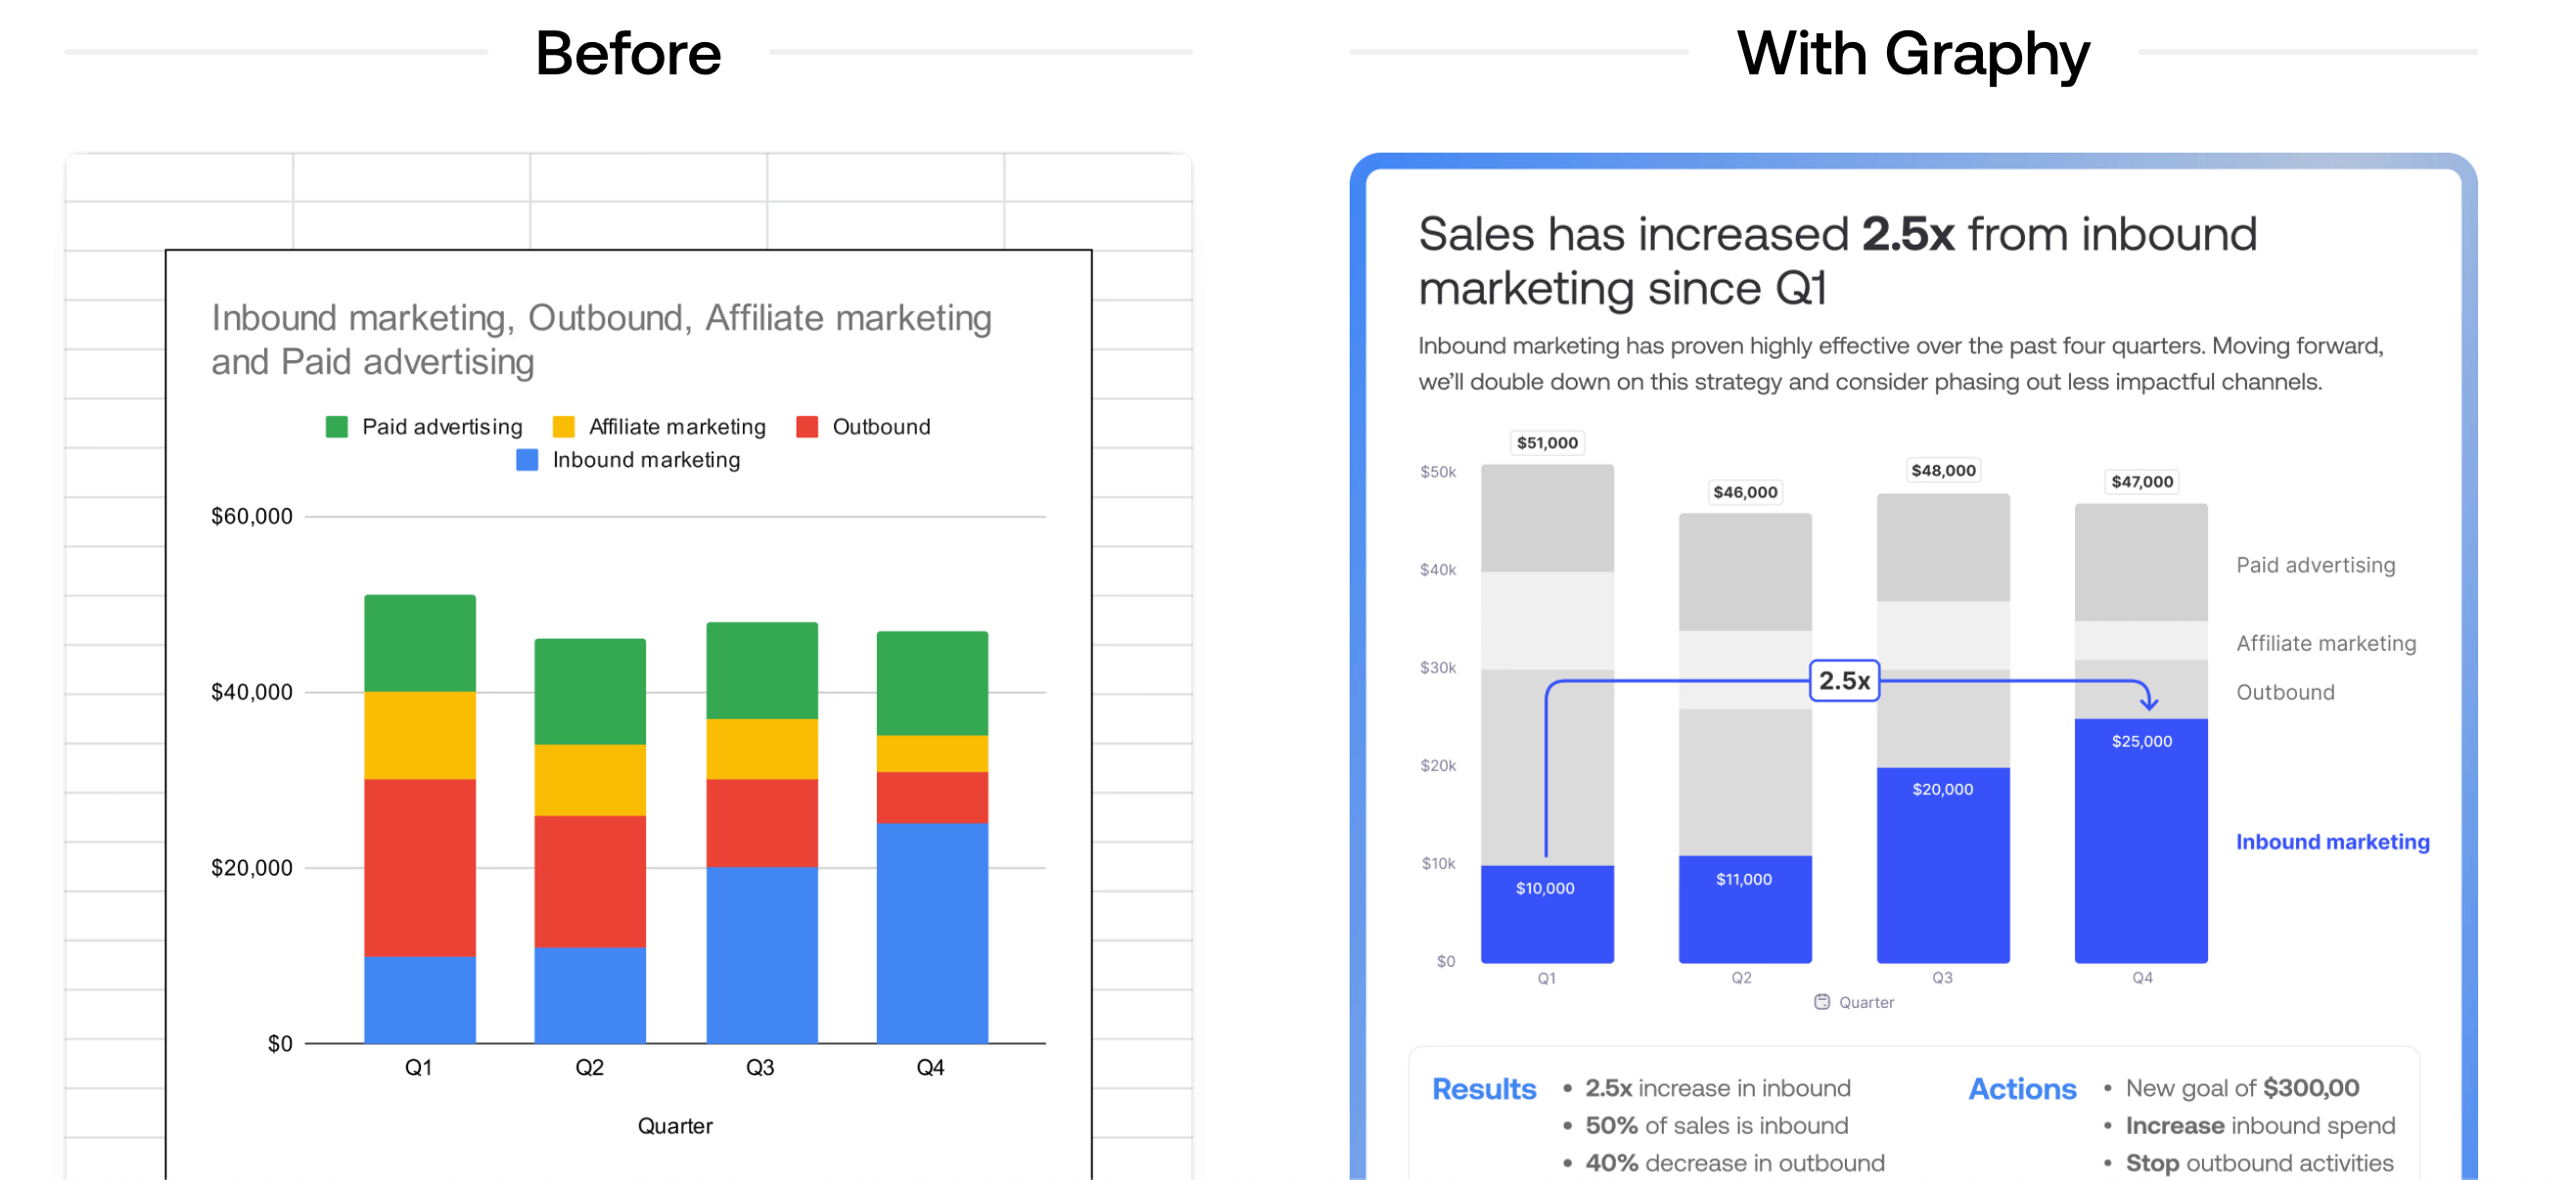 Before
With Graphy
Inbound marketing, Outbound, Affiliate marketing
and Paid advertising
Paid advertising
Affiliate marketing
Outbound
Inbound marketing
$60,000
$40,000
$20,000
$0
Q1
Q2
Q3
Q4
Quarter
Sales has increased 2.5x from inbound
marketing since Q1
Inbound marketing has proven highly effective over the past four quarters. Moving forward,
we'll double down on this strategy and consider phasing out less impactful channels.
$50k
$40k
$30k
$20k
$10k
$0
$51,000
$46,000
$48,000
$47,000
2.5x
$10,000
$11,000
$20,000
$25,000
Paid advertising
Affiliate marketing
Outbound
Inbound marketing
Q1
Q2
Q3
Q4
Quarter
Results
• 2.5x increase in inbound
• 50% of sales is inbound
• 40% decrease in outbound
Actions
• New goal of $300,00
• Increase inbound spend
• Stop outbound activities